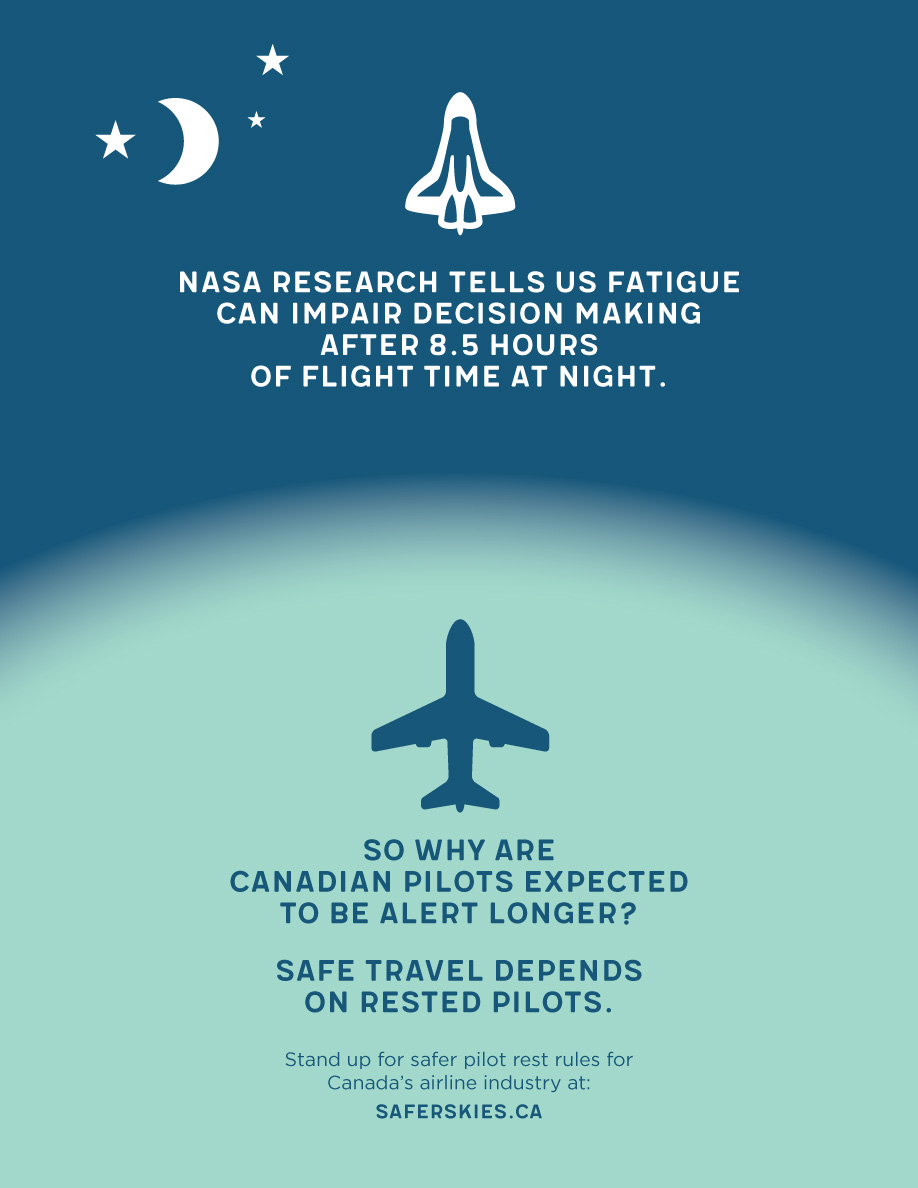 NASA RESEARCH TELLS US FATIGUE
CAN IMPAIR DECISION MAKING
AFTER 8.5 HOURS
OF FLIGHT TIME AT NIGHT.
SO WHY ARE
CANADIAN PILOTS EXPECTED
TO BE ALERT LONGER?
SAFE TRAVEL DEPENDS
ON RESTED PILOTS.
Stand up for safer pilot rest rules for
Canada's airline industry at:
SAFERSKIES.CA